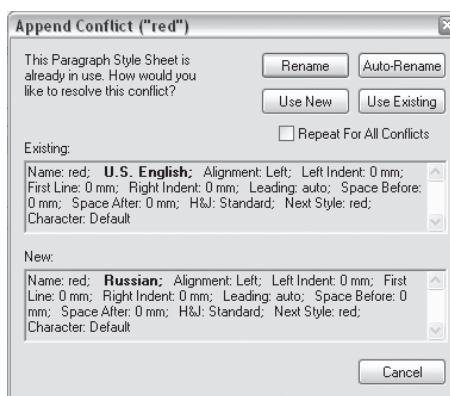 Append Conflict ("red")
This Paragraph Style Sheet is
already in use. How would you
like to resolve this conflict?
Rename
Auto-Rename
Use New
Use Existing
Repeat For All Conflicts
Existing:
Name: red; U.S. English; Alignment: Left; Left Indent: 0 mm;
First Line: 0 mm; Right Indent: 0 mm; Leading: auto; Space Before:
0 mm; Space After: 0 mm; H&J: Standard; Next Style: red;
Character: Default
New:
Name: red; Russian; Alignment: Left; Left Indent: 0 mm; First
Line: 0 mm; Right Indent: 0 mm; Leading: auto; Space Before: 0
mm; Space After: 0 mm; H&J: Standard; Next Style: red;
Character: Default
Cancel